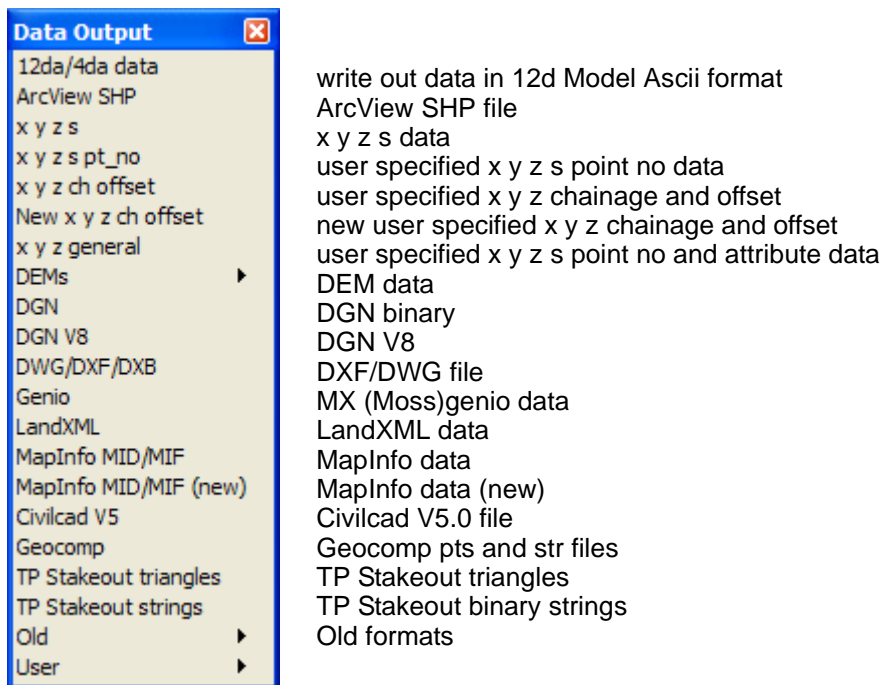 Data Output
12da/4da data
write out data in 12d Model Ascii format
ArcView SHP
ArcView SHP file
x y z s
x y z s data
x y z s pt_no
user specified x y z s point no data
x y z ch offset
user specified x y z chainage and offset
New x y z ch offset
new user specified x y z chainage and offset
x y z general
user specified x y z s point no and attribute data
DEMs
DEM data
DGN
DGN binary
DGN V8
DGN V8
DWG/DXF/DXB
DXF/DWG file
Genio
MX (Moss)genio data
LandXML
LandXML data
MapInfo MID/MIF
MapInfo data
MapInfo MID/MIF (new)
MapInfo data (new)
Civilcad V5
Civilcad V5.0 file
Geocomp
Geocomp pts and str files
TP Stakeout triangles
TP Stakeout triangles
TP Stakeout strings
TP Stakeout binary strings
Old
Old formats
User